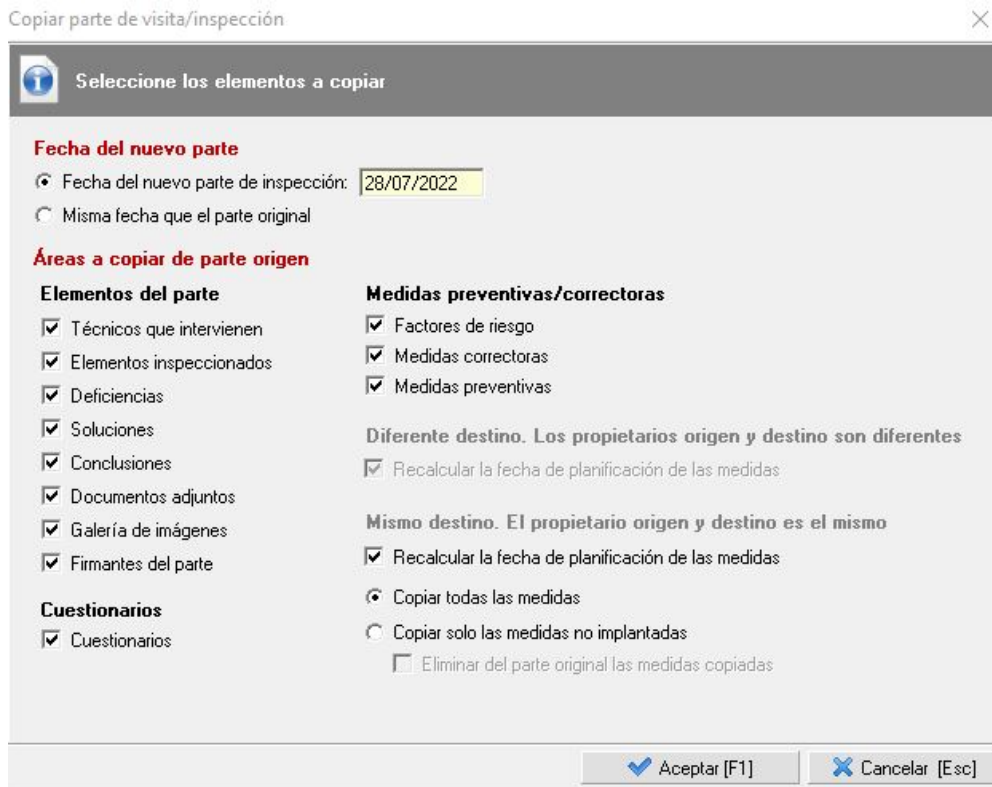 Copiar parte de visita/inspección
Seleccione los elementos a copiar
Fecha del nuevo parte
Fecha del nuevo parte de inspección: 28/07/2022
Misma fecha que el parte original
Áreas a copiar de parte origen
Elementos del parte
Técnicos que intervienen
Elementos inspeccionados
Deficiencias
Soluciones
Conclusiones
Documentos adjuntos
Galería de imágenes
Firmantes del parte
Cuestionarios
Cuestionarios
Medidas preventivas/correctoras
Factores de riesgo
Medidas correctoras
Medidas preventivas
Diferente destino. Los propietarios origen y destino son diferentes
Recalcular la fecha de planificación de las medidas
Mismo destino. El propietario origen y destino es el mismo
Recalcular la fecha de planificación de las medidas
Copiar todas las medidas
Copiar solo las medidas no implantadas
Eliminar del parte original las medidas copiadas
Aceptar [F1]
Cancelar [Esc]